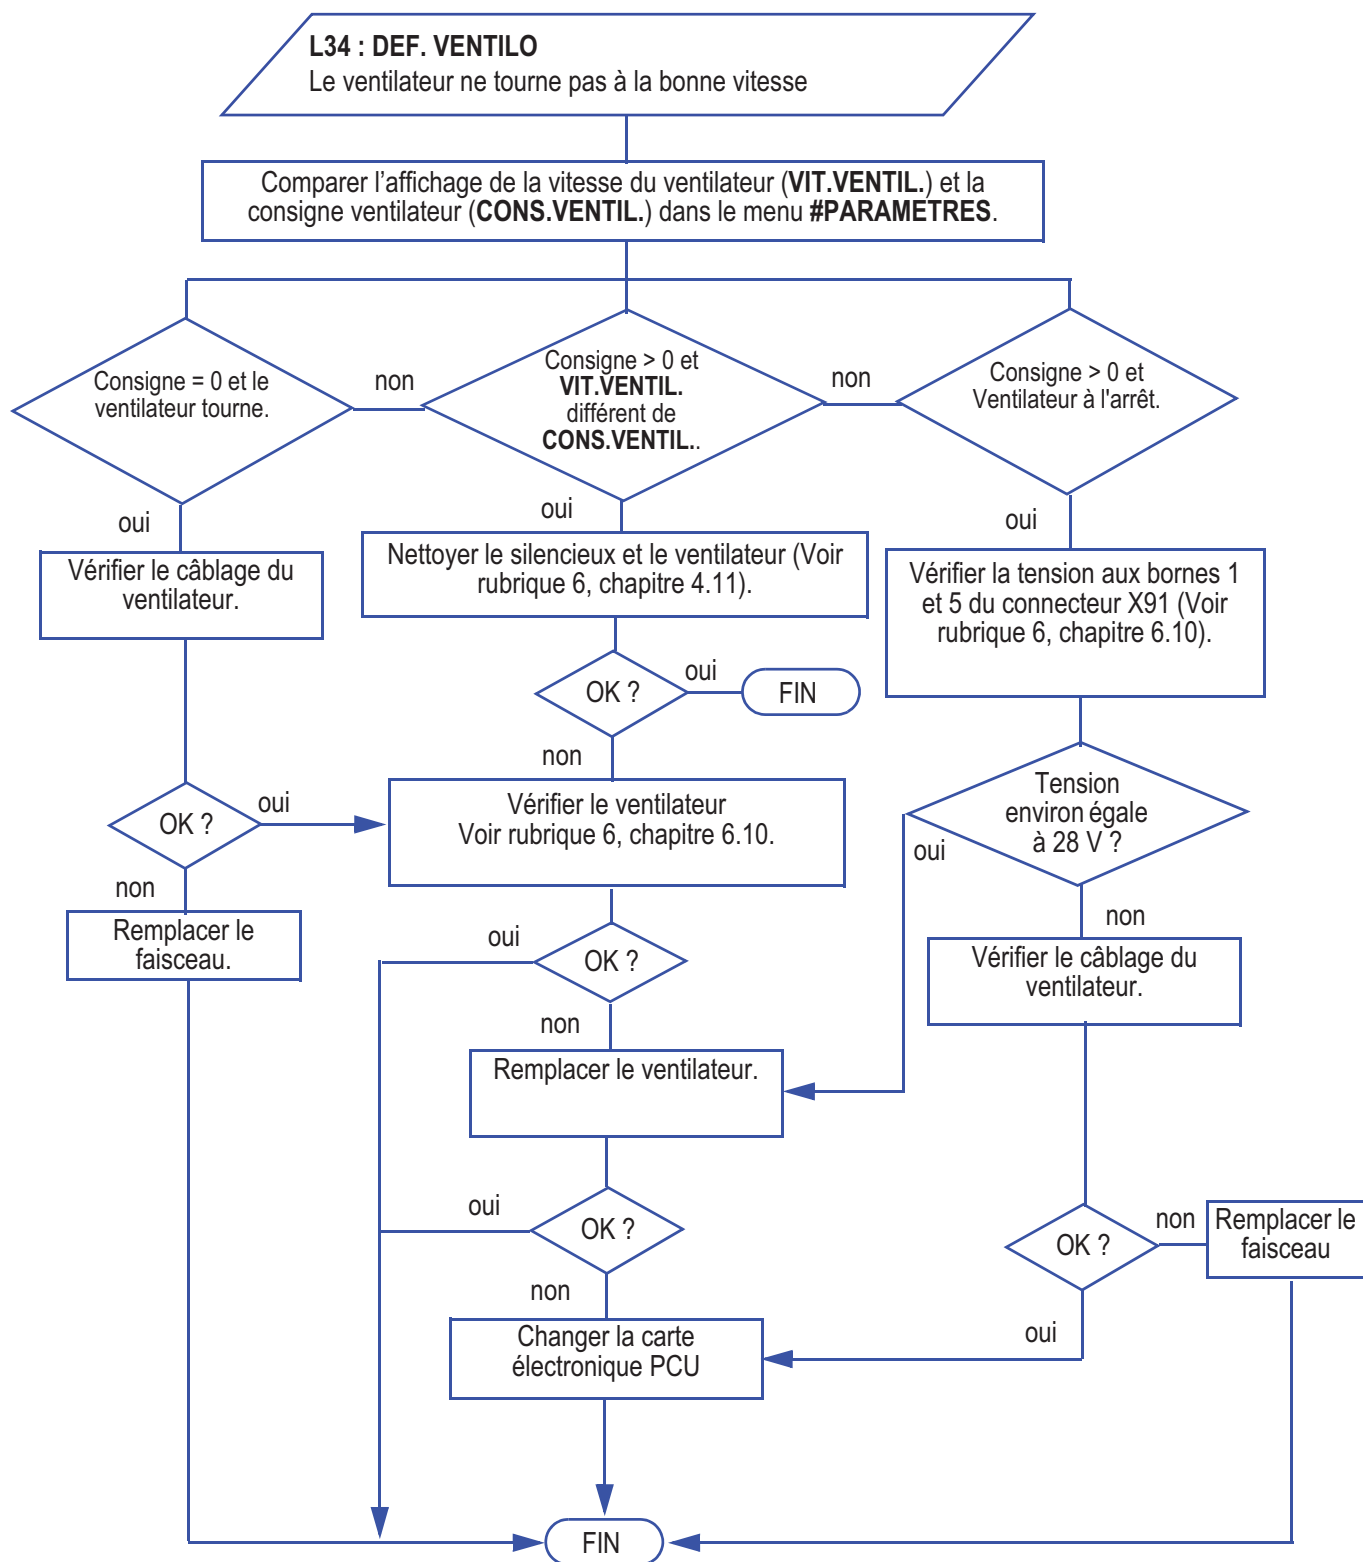 L34 : DEF. VENTILO
Le ventilateur ne tourne pas à la bonne vitesse
Comparer l’affichage de la vitesse du ventilateur (VIT.VENTIL.) et la
consigne ventilateur (CONS.VENTIL.) dans le menu #PARAMETRES.
Consigne = 0 et le
ventilateur tourne.
non
Consigne > 0 et
VIT.VENTIL.
différent de
CONS.VENTIL..
non
Consigne > 0 et
Ventilateur à l'arrêt.
oui
oui
oui
Vérifier le câblage du
ventilateur.
Nettoyer le silencieux et le ventilateur (Voir
rubrique 6, chapitre 4.11).
Vérifier la tension aux bornes 1
et 5 du connecteur X91 (Voir
rubrique 6, chapitre 6.10).
OK ?
oui
FIN
non
OK ?
oui
Vérifier le ventilateur
Voir rubrique 6, chapitre 6.10.
Tension
environ égale
à 28 V ?
oui
non
non
Remplacer le
faisceau.
oui
OK ?
non
Vérifier le câblage du
ventilateur.
Remplacer le ventilateur.
oui
OK ?
non
OK ?
non
Remplacer le
faisceau
oui
Changer la carte
électronique PCU
FIN